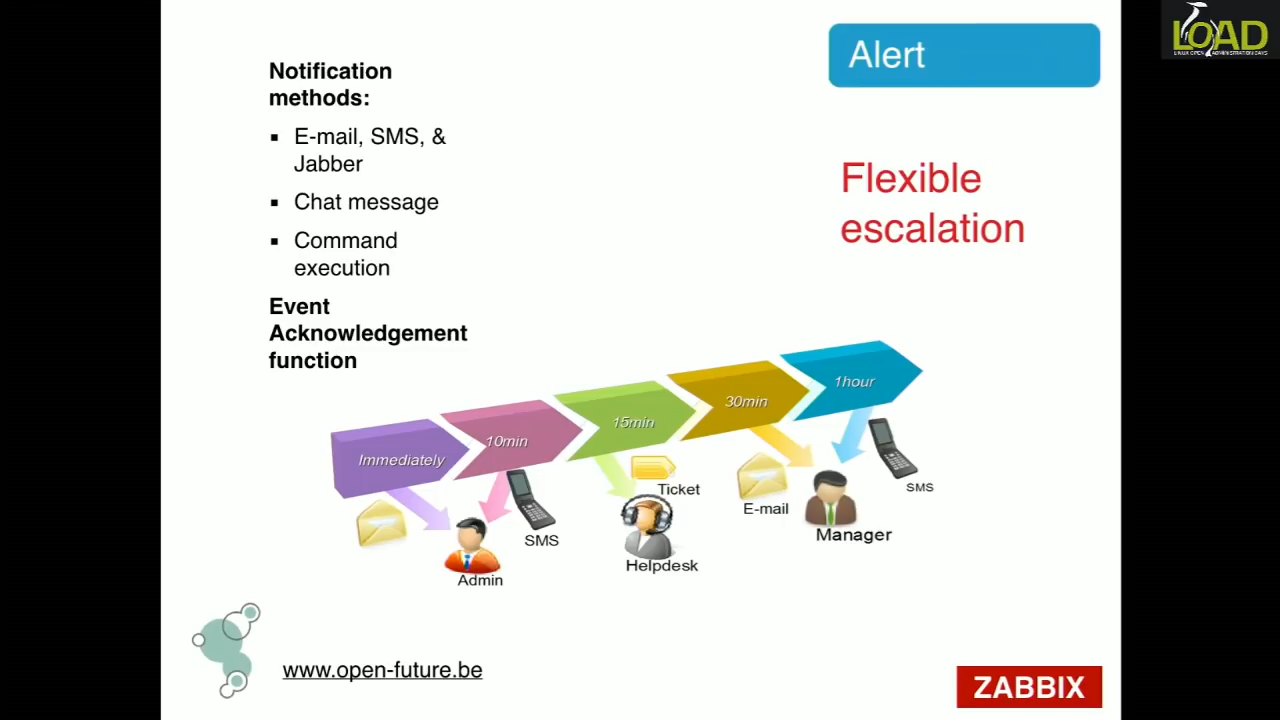 LOAD
LINUX OPEN ADMINISTRATION DAYS
Alert
Notification
methods:
▪ E-mail, SMS, &
Jabber
▪ Chat message
▪ Command
execution
Event
Acknowledgement
function
Flexible
escalation
Immediately
10min
15min
30min
1hour
SMS
Admin
Ticket
Helpdesk
E-mail
Manager
SMS
www.open-future.be
ZABBIX